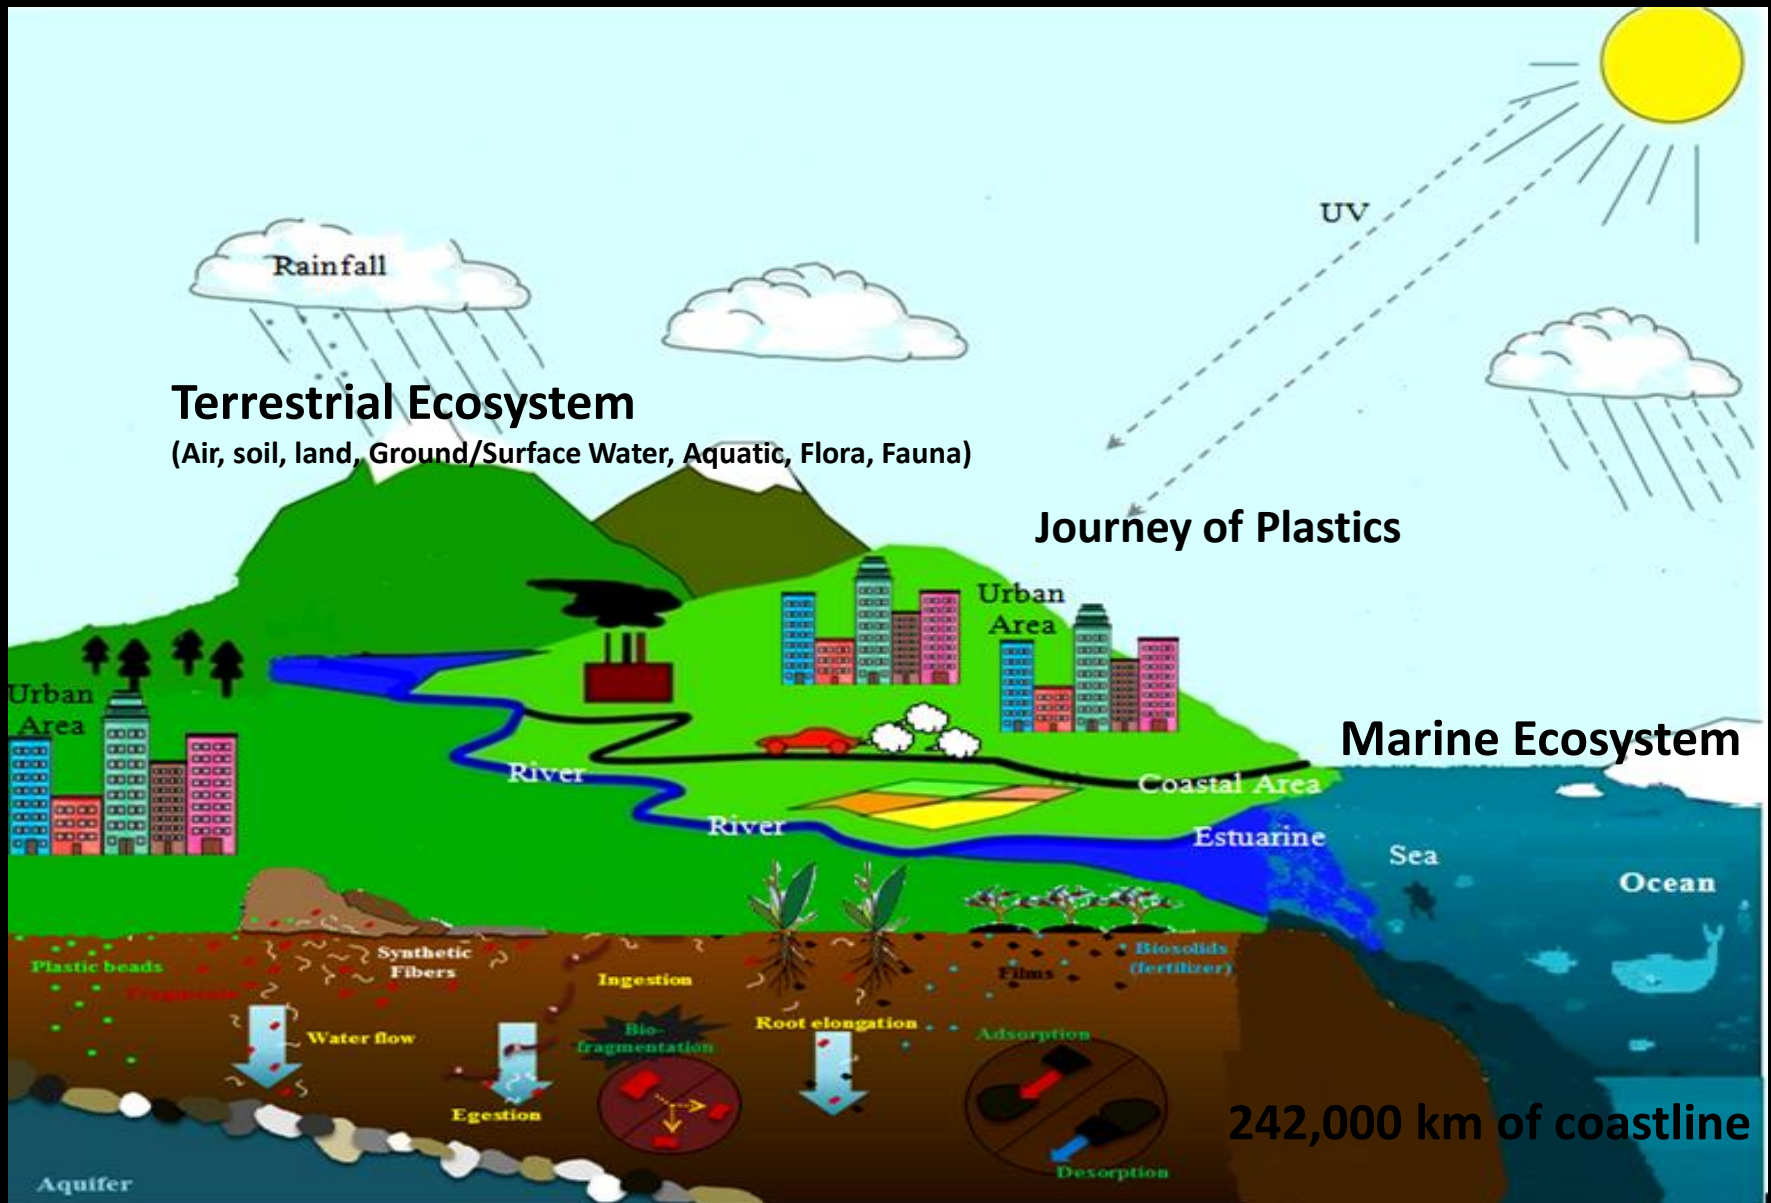 UV
Rainfall
Terrestrial Ecosystem
(Air, soil, land, Ground/Surface Water, Aquatic, Flora, Fauna)
Journey of Plastics
Urban
Area
Urban
Area
Marine Ecosystem
River
Coastal Area
River
Estuarine
Sea
Ocean
Plastic beads
Fragments
Synthetic
Fibers
Ingestion
Films
Biosolids
(fertilizer)
Water flow
Bio-
fragmentation
Root elongation
Adsorption
Egestion
242,000 km of coastline
Desorption
Aquifer